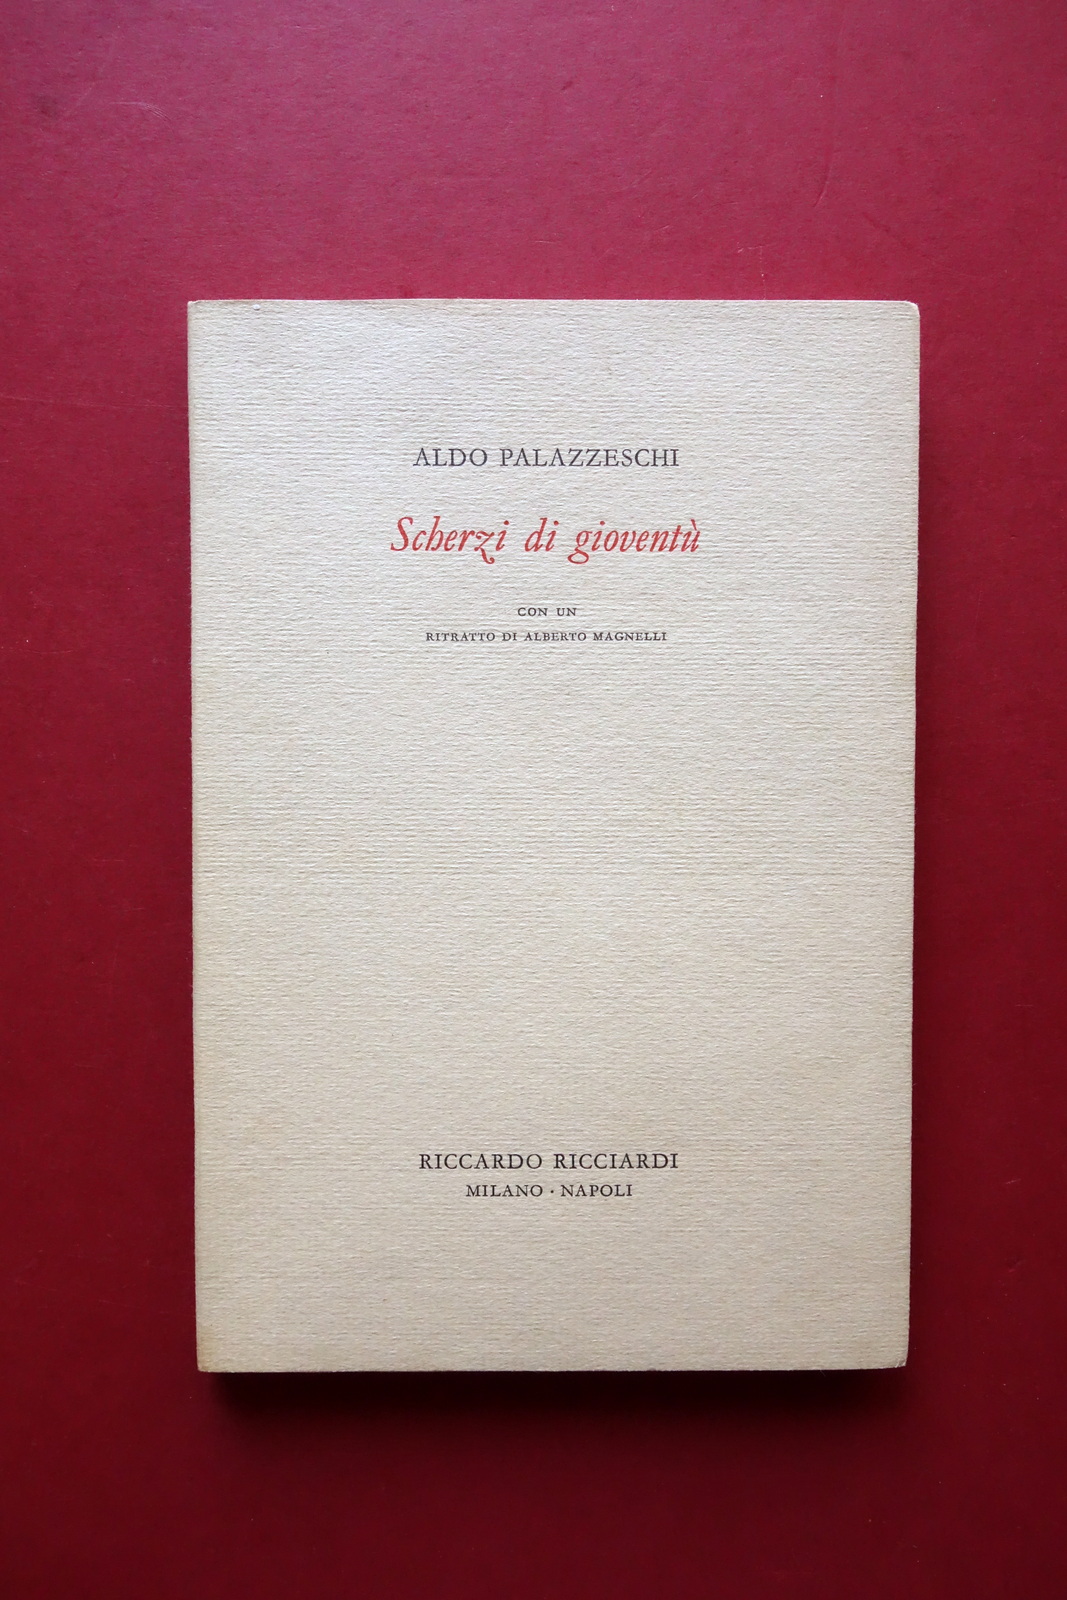 ALDO PALAZZESCHI
Scherzi di gioventù
CON UN
RITRATTO DI ALBERTO MAGNELLI
RICCARDO RICCIARDI
MILANO · NAPOLI